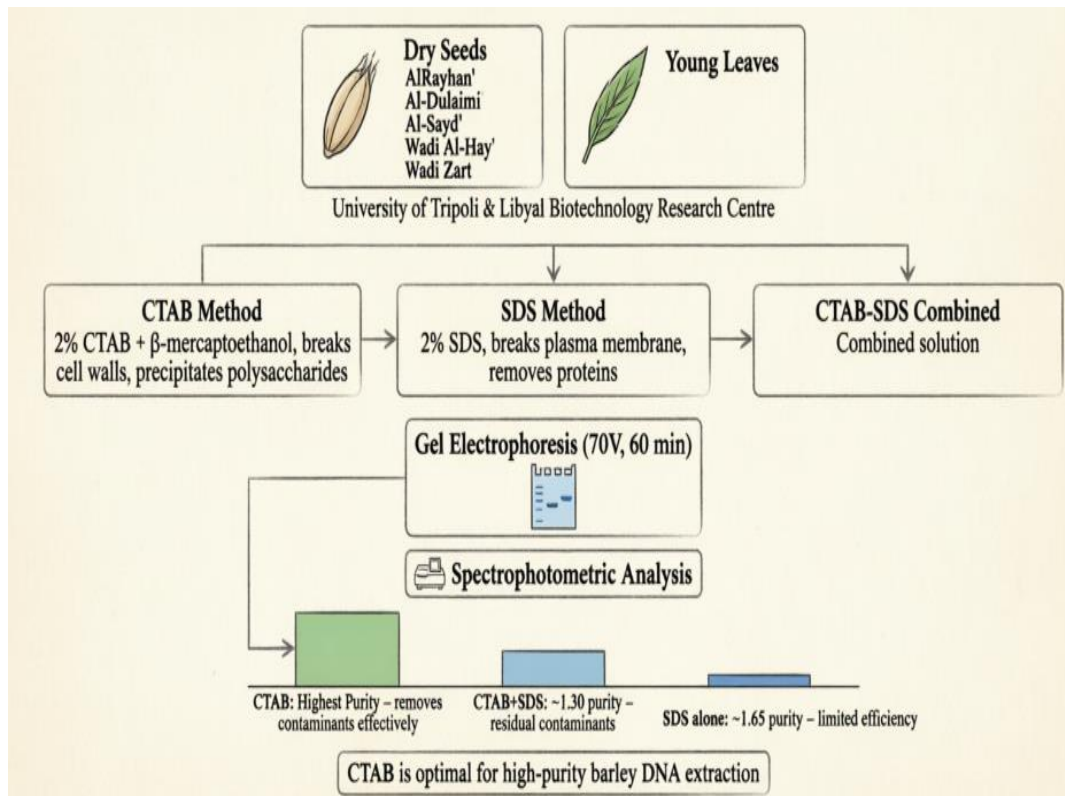 Dry Seeds
AlRayhan'
Al-Dulaimi
Al-Sayd'
Wadi Al-Hay'
Wadi Zart
Young Leaves
University of Tripoli & Libyal Biotechnology Research Centre
CTAB Method
2% CTAB + β-mercaptoethanol, breaks
cell walls, precipitates polysaccharides
SDS Method
2% SDS, breaks plasma membrane,
removes proteins
CTAB-SDS Combined
Combined solution
Gel Electrophoresis (70V, 60 min)
Spectrophotometric Analysis
CTAB: Highest Purity – removes
contaminants effectively
CTAB+SDS: ~1.30 purity –
residual contaminants
SDS alone: ~1.65 purity – limited efficiency
CTAB is optimal for high-purity barley DNA extraction